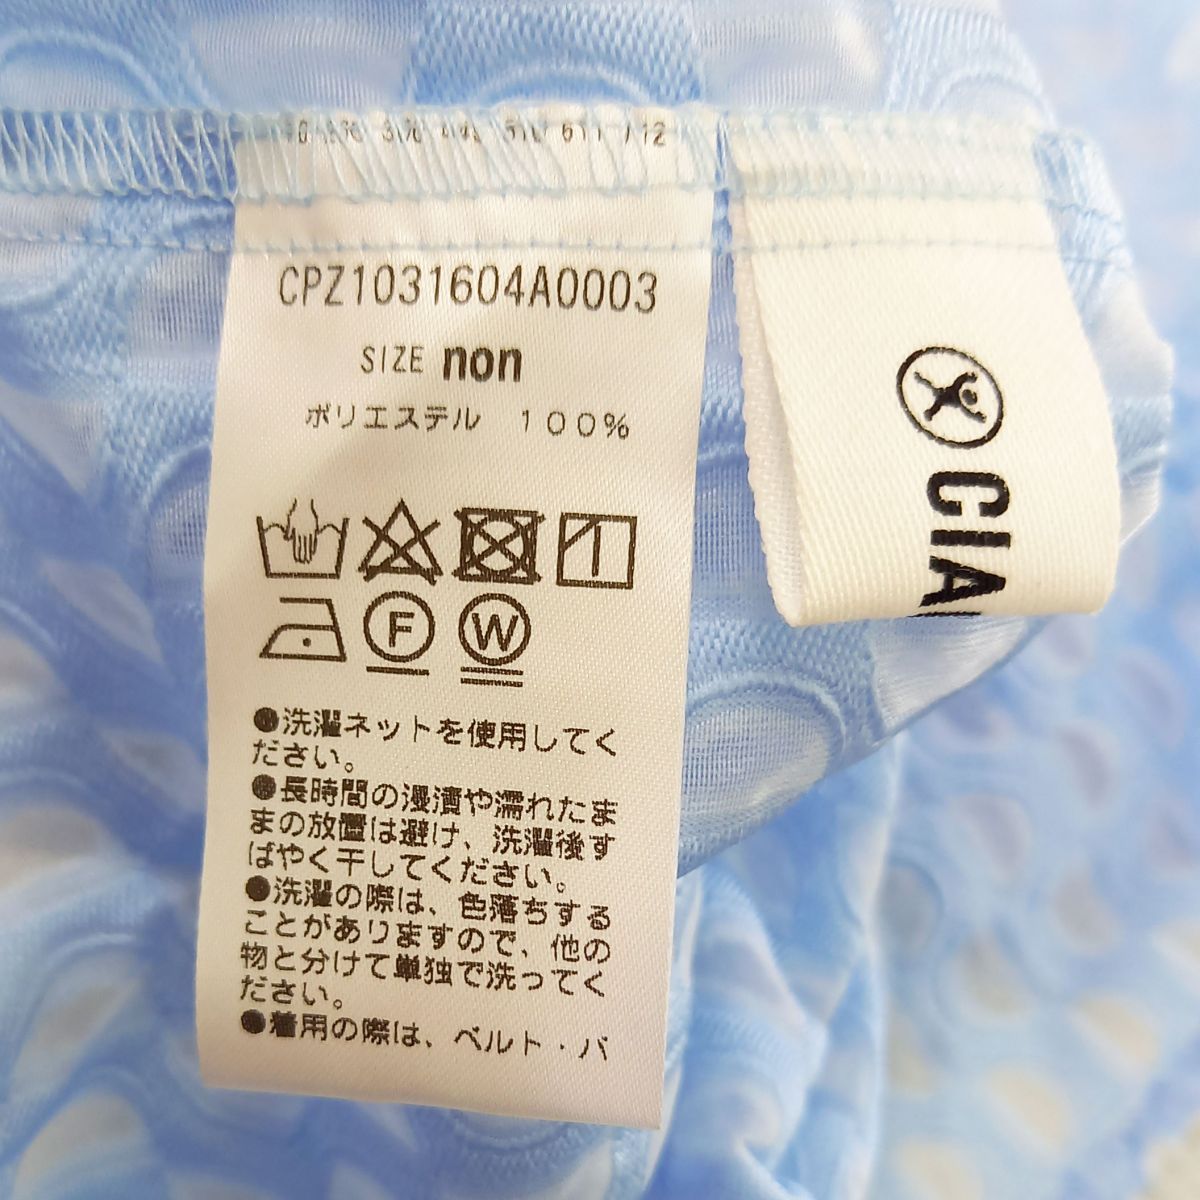 CPZ1031604A0003
SIZE non
ポリエステル 100%
F W
●洗濯ネットを使用してく
ださい。
●長時間の浸漬や濡れたま
まの放置は避け、洗濯後す
ばやく干してください。
●洗濯の際は、色落ちする
ことがありますので、他の
物と分けて単独で洗ってく
ださい。
●着用の際は、ベルト・バ